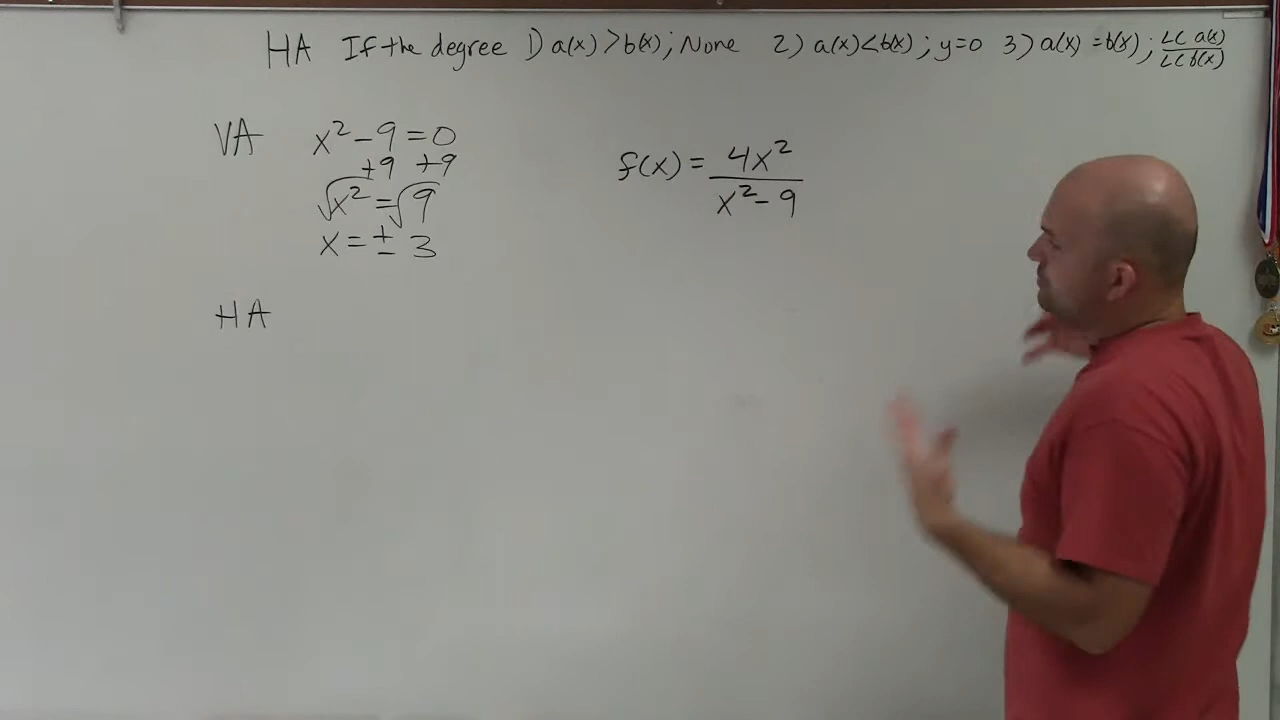 HA If the degree 1) a(x) > b(x); None 2) a(x) < b(x); y=0 3) a(x) = b(x); LC a(x) / LC b(x)
VA x² - 9 = 0
+9 +9
√x² = √9
x = ± 3
f(x) = 4x² / x² - 9
HA